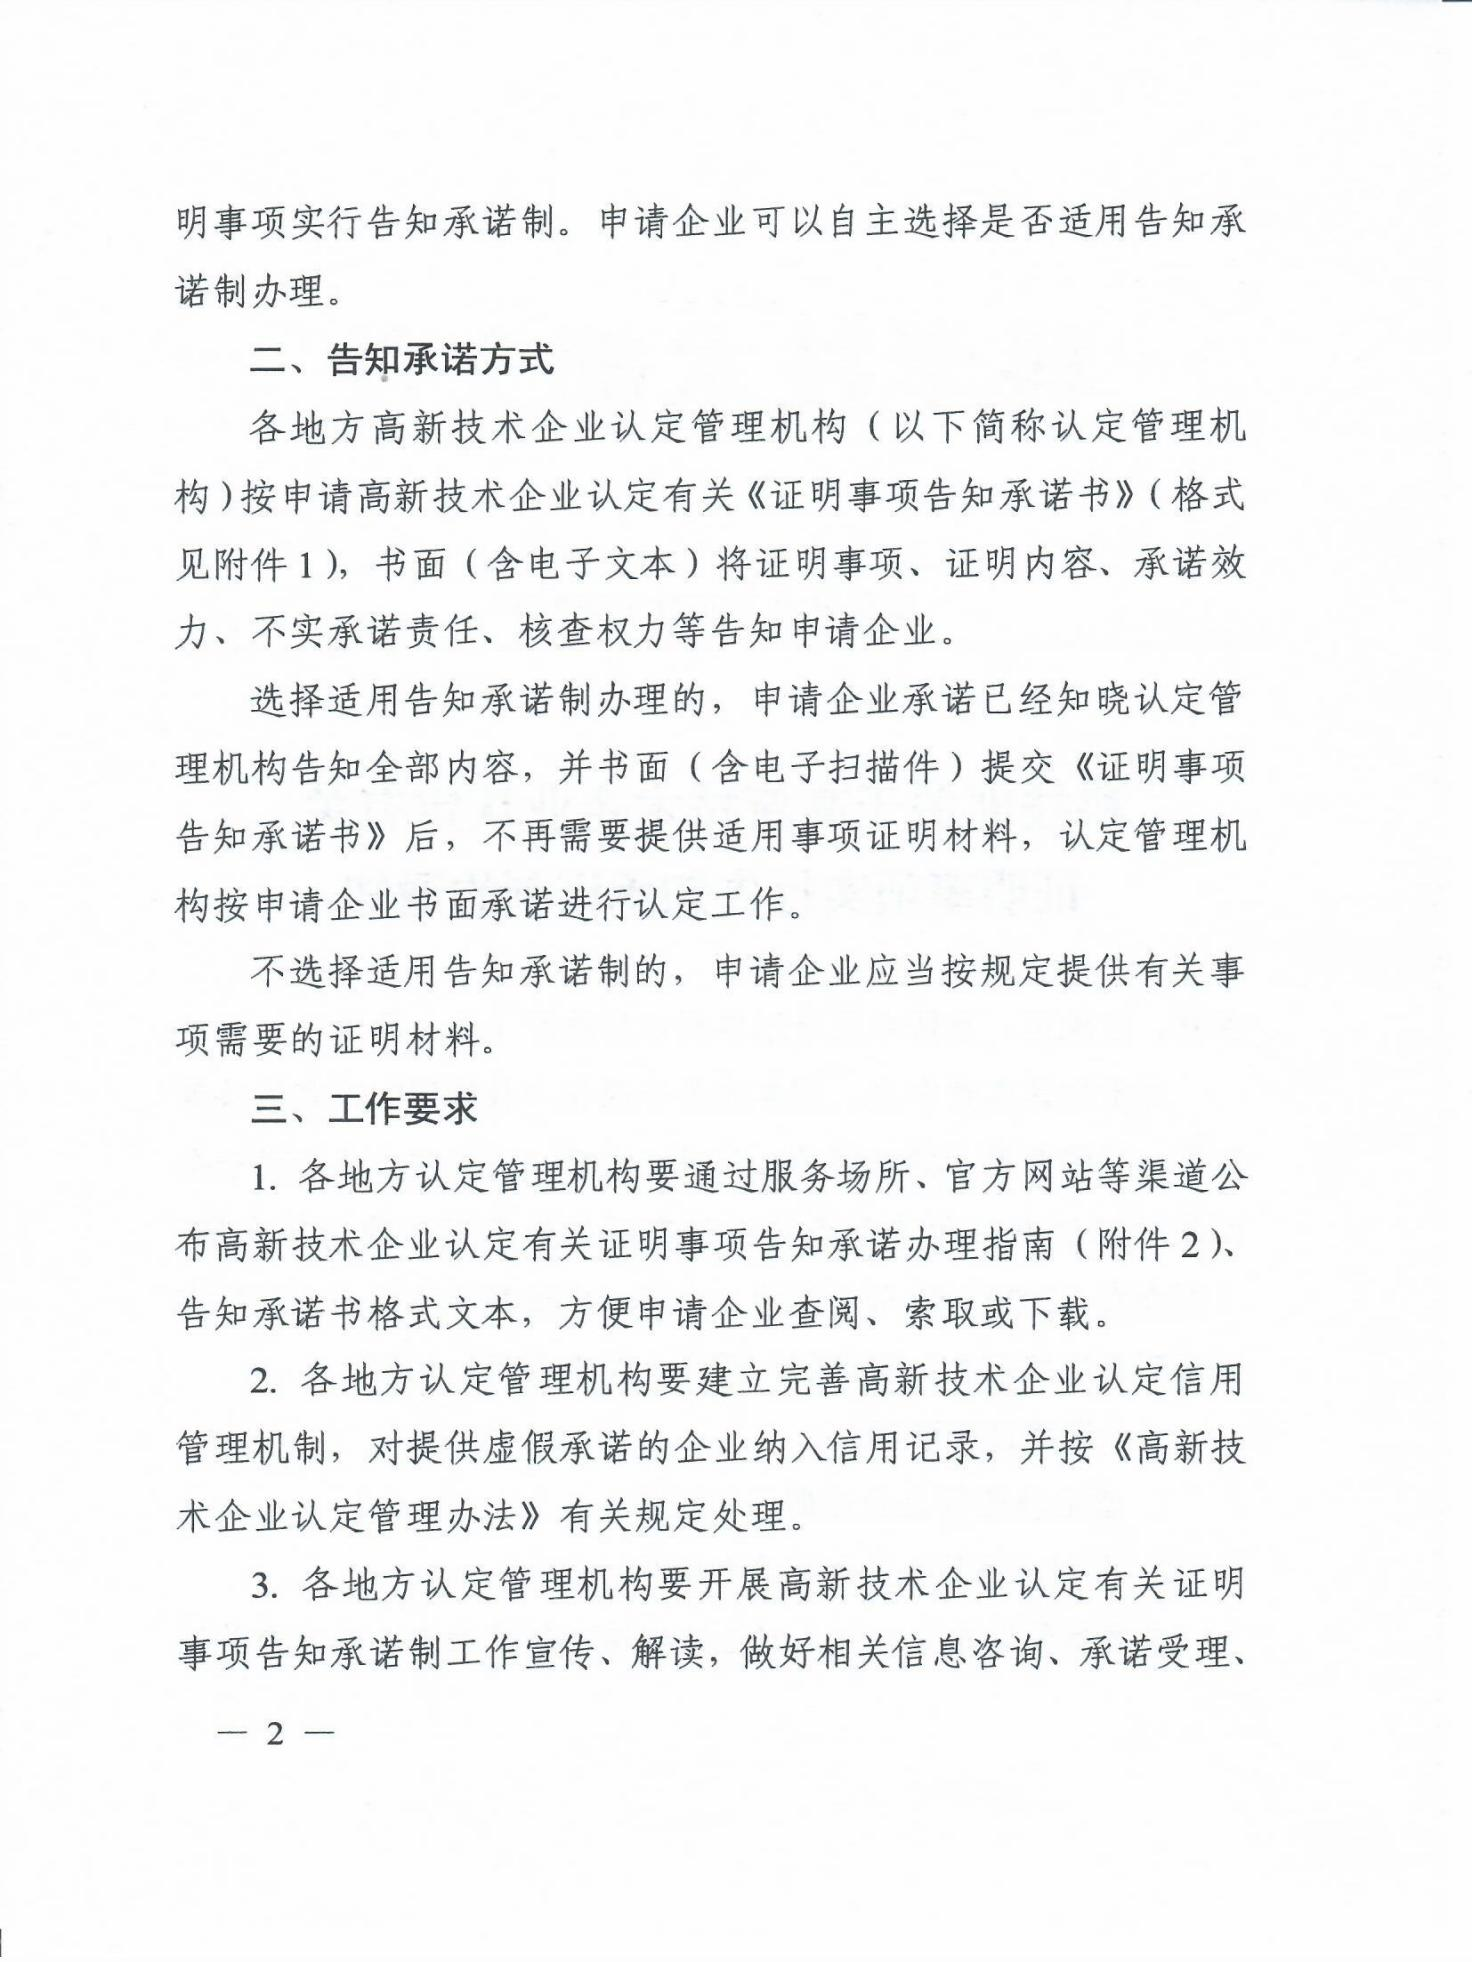 明事项实行告知承诺制。申请企业可以自主选择是否适用告知承
诺制办理。
二、告知承诺方式
各地方高新技术企业认定管理机构（以下简称认定管理机
构）按申请高新技术企业认定有关《证明事项告知承诺书》（格式
见附件1），书面（含电子文本）将证明事项、证明内容、承诺效
力、不实承诺责任、核查权力等告知申请企业。
选择适用告知承诺制办理的，申请企业承诺已经知晓认定管
理机构告知全部内容，并书面（含电子扫描件）提交《证明事项
告知承诺书》后，不再需要提供适用事项证明材料，认定管理机
构按申请企业书面承诺进行认定工作。
不选择适用告知承诺制的，申请企业应当按规定提供有关事
项需要的证明材料。
三、工作要求
1. 各地方认定管理机构要通过服务场所、官方网站等渠道公
布高新技术企业认定有关证明事项告知承诺办理指南（附件2）、
告知承诺书格式文本，方便申请企业查阅、索取或下载。
2. 各地方认定管理机构要建立完善高新技术企业认定信用
管理机制，对提供虚假承诺的企业纳入信用记录，并按《高新技
术企业认定管理办法》有关规定处理。
3. 各地方认定管理机构要开展高新技术企业认定有关证明
事项告知承诺制工作宣传、解读，做好相关信息咨询、承诺受理、
— 2 —